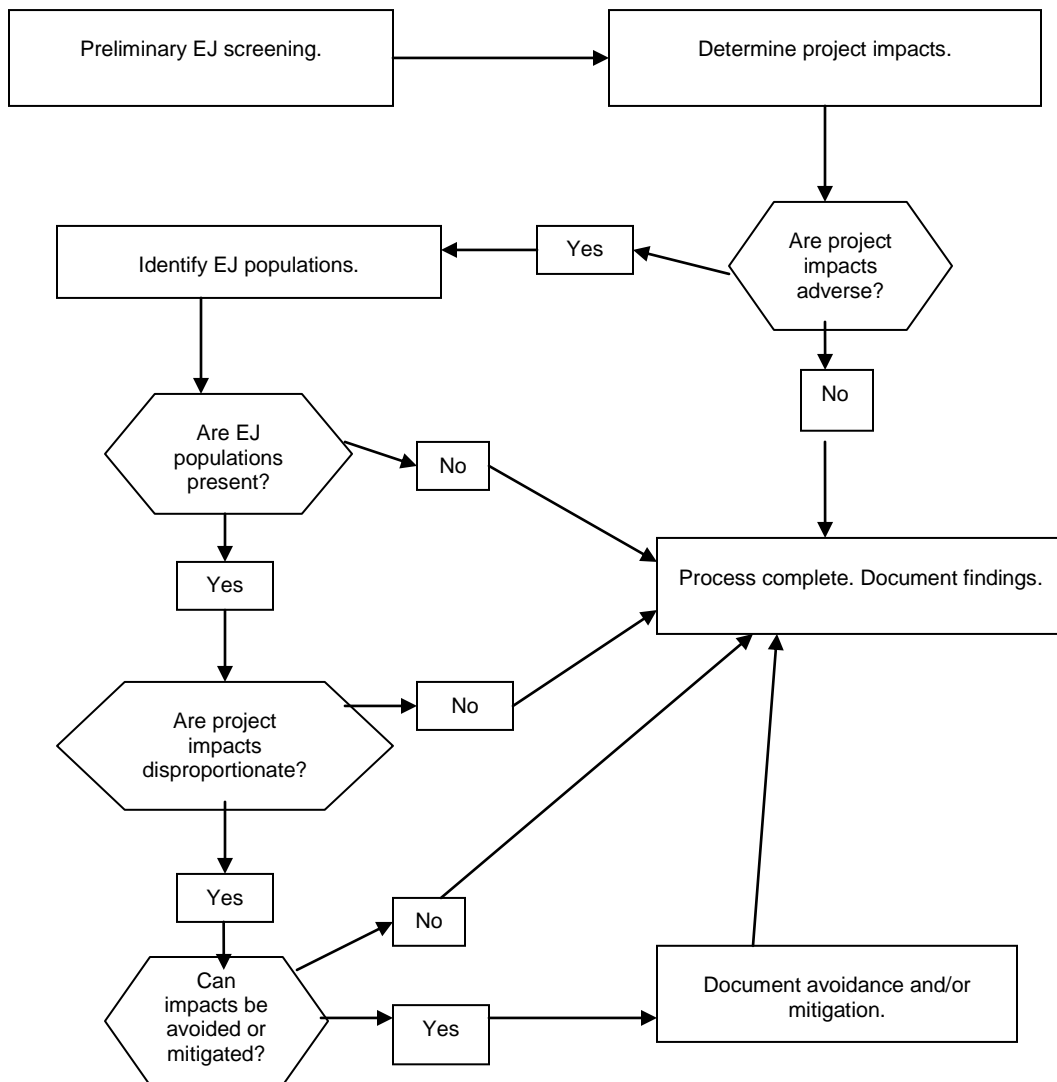 Preliminary EJ screening.
Determine project impacts.
Are project
impacts
adverse?
Yes
Identify EJ populations.
No
Are EJ
populations
present?
No
Yes
Process complete. Document findings.
Are project
impacts
disproportionate?
No
Yes
No
Can
impacts be
avoided or
mitigated?
Yes
Document avoidance and/or
mitigation.